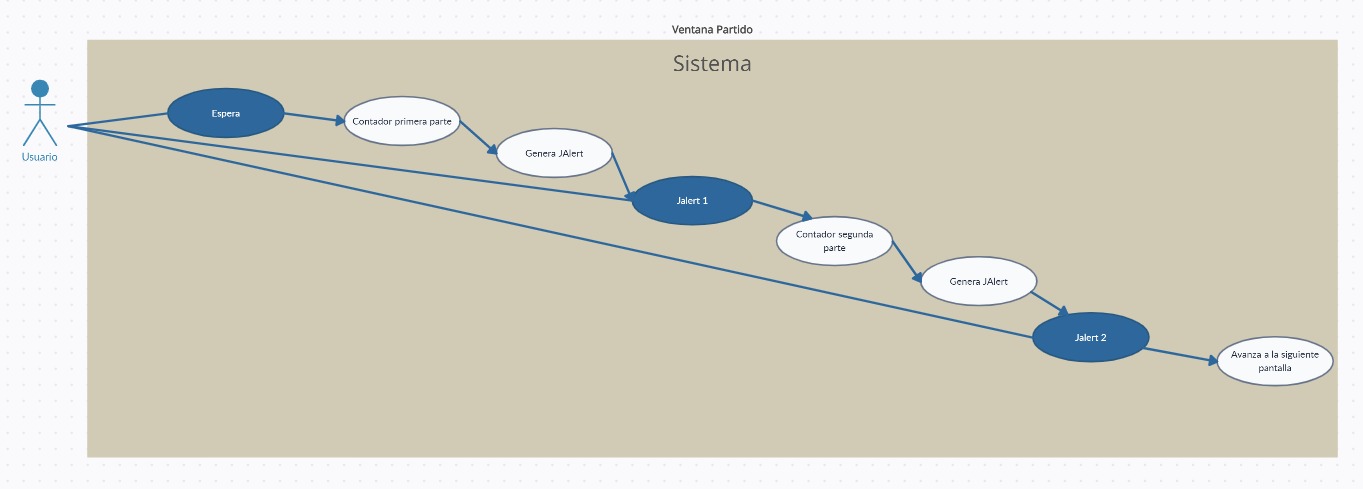 Ventana Partido
Sistema
Usuario
Espera
Contador primera parte
Genera JAlert
Jalert 1
Contador segunda
parte
Genera JAlert
Jalert 2
Avanza a la siguiente
pantalla